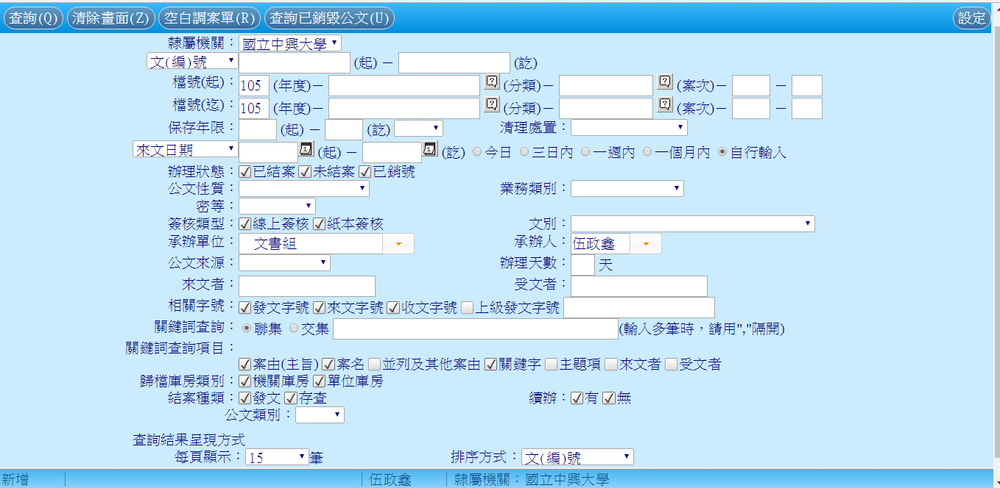 查詢(Q) 清除畫面(Z) 空白調案單(R) 查詢已銷毀公文(U) 設定
隸屬機關： 國立中興大學
文(編)號 (起) － (訖)
檔號(起)： 105 (年度)－ (分類)－ (案次)－ －
檔號(迄)： 105 (年度)－ (分類)－ (案次)－ －
保存年限： (起) － (訖) 清理處置：
來文日期 (起) － (訖) 今日 三日內 一週內 一個月內 自行輸入
辦理狀態： 已結案 未結案 已銷號
公文性質： 業務類別：
密等：
簽核類型： 線上簽核 紙本簽核 文別：
承辦單位： 文書組 承辦人： 伍政鑫
公文來源： 辦理天數： 天
來文者： 受文者：
相關字號： 發文字號 來文字號 收文字號 上級發文字號
關鍵詞查詢： 聯集 交集 (輸入多筆時，請用","隔開)
關鍵詞查詢項目：
案由(主旨) 案名 並列及其他案由 關鍵字 主題項 來文者 受文者
歸檔庫房類別： 機關庫房 單位庫房
結案種類： 發文 存查 續辦： 有 無
公文類別：
查詢結果呈現方式
每頁顯示： 15 筆 排序方式： 文(編)號
新增 伍政鑫 隸屬機關：國立中興大學